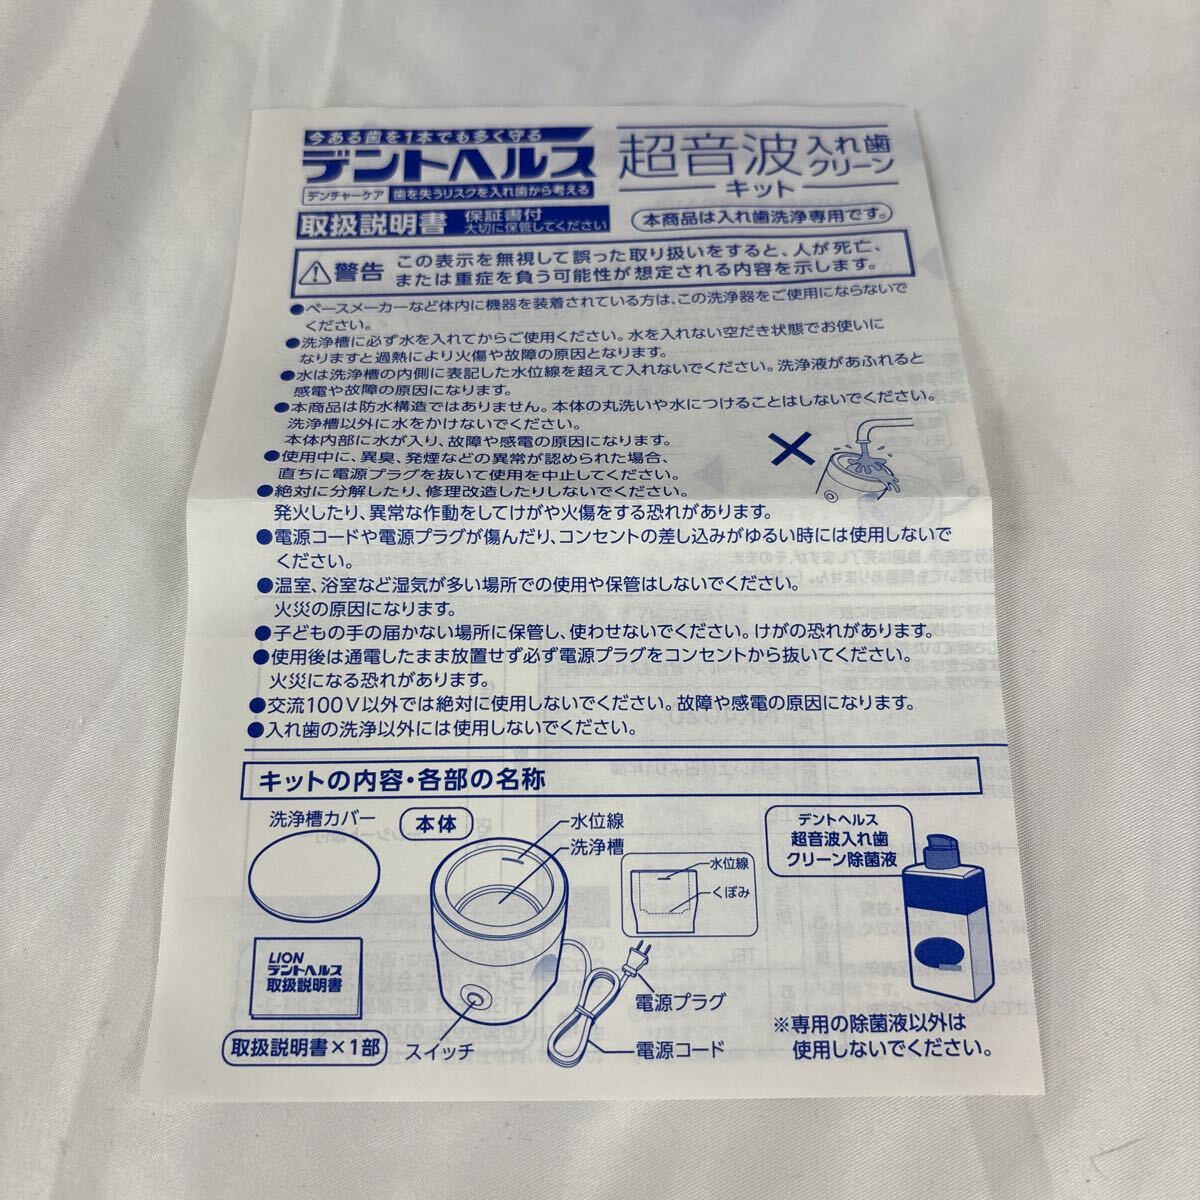 今ある歯を1本でも多く守る
デントヘルス
デンチャーケア 歯を失うリスクを入れ歯から考える
超音波入れ歯クリーン
キット
取扱説明書 保証書付
大切に保管してください
本商品は入れ歯洗浄専用です。
警告 この表示を無視して誤った取り扱いをすると、人が死亡、
または重症を負う可能性が想定される内容を示します。
●ペースメーカーなど体内に機器を装着されている方は、この洗浄器をご使用にならないで
ください。
●洗浄槽に必ず水を入れてからご使用ください。水を入れない空だき状態でお使いに
なりますと過熱により火傷や故障の原因となります。
●水は洗浄槽の内側に表記した水位線を超えて入れないでください。洗浄液があふれると
感電や故障の原因になります。
●本商品は防水構造ではありません。本体の丸洗いや水につけることはしないでください。
洗浄槽以外に水をかけないでください。
本体内部に水が入り、故障や感電の原因になります。
●使用中に、異臭、発煙などの異常が認められた場合、
直ちに電源プラグを抜いて使用を中止してください。
●絶対に分解したり、修理改造したりしないでください。
発火したり、異常な作動をしてけがや火傷をする恐れがあります。
●電源コードや電源プラグが傷んだり、コンセントの差し込みがゆるい時には使用しないで
ください。
●温室、浴室など湿気が多い場所での使用や保管はしないでください。
火災の原因になります。
●子どもの手の届かない場所に保管し、使わせないでください。けがの恐れがあります。
●使用後は通電したまま放置せず必ず電源プラグをコンセントから抜いてください。
火災になる恐れがあります。
●交流100V以外では絶対に使用しないでください。故障や感電の原因になります。
●入れ歯の洗浄以外には使用しないでください。
キットの内容・各部の名称
洗浄槽カバー
本体
水位線
洗浄槽
水位線
くぼみ
デントヘルス
超音波入れ歯
クリーン除菌液
LION
デントヘルス
取扱説明書
取扱説明書×1部
スイッチ
電源プラグ
電源コード
※専用の除菌液以外は
使用しないでください。